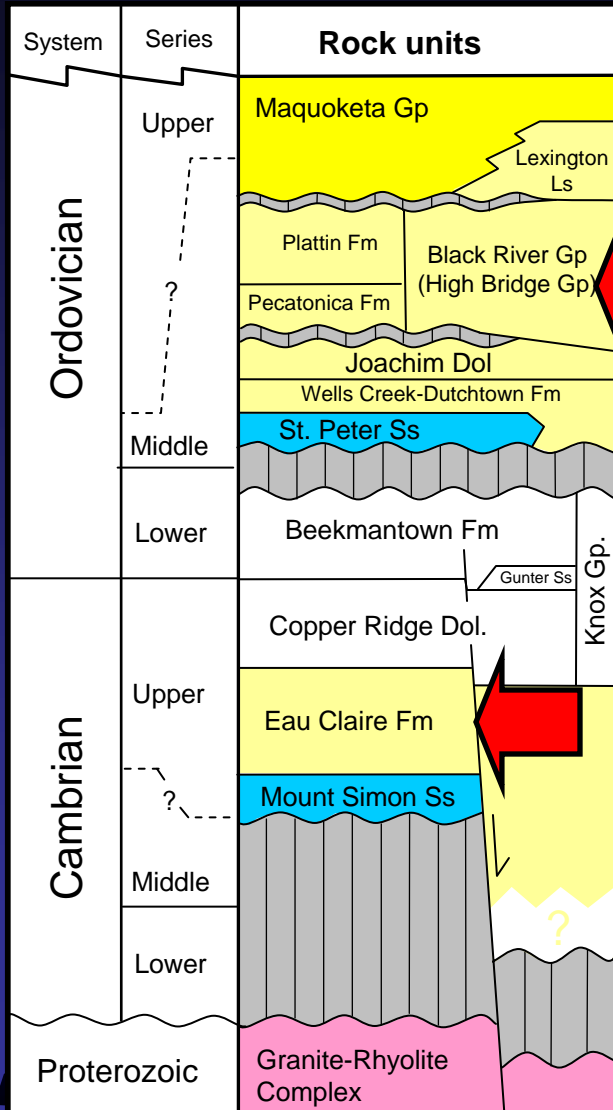 System
Series
Rock units
Ordovician
Upper
?
Middle
Lower
Maquoketa Gp
Lexington
Ls
Plattin Fm
Black River Gp
(High Bridge Gp)
Pecatonica Fm
Joachim Dol
Wells Creek-Dutchtown Fm
St. Peter Ss
Beekmantown Fm
Gunter Ss
Knox Gp.
Copper Ridge Dol.
Cambrian
Upper
?
Middle
Lower
Eau Claire Fm
Mount Simon Ss
?
Proterozoic
Granite-Rhyolite
Complex